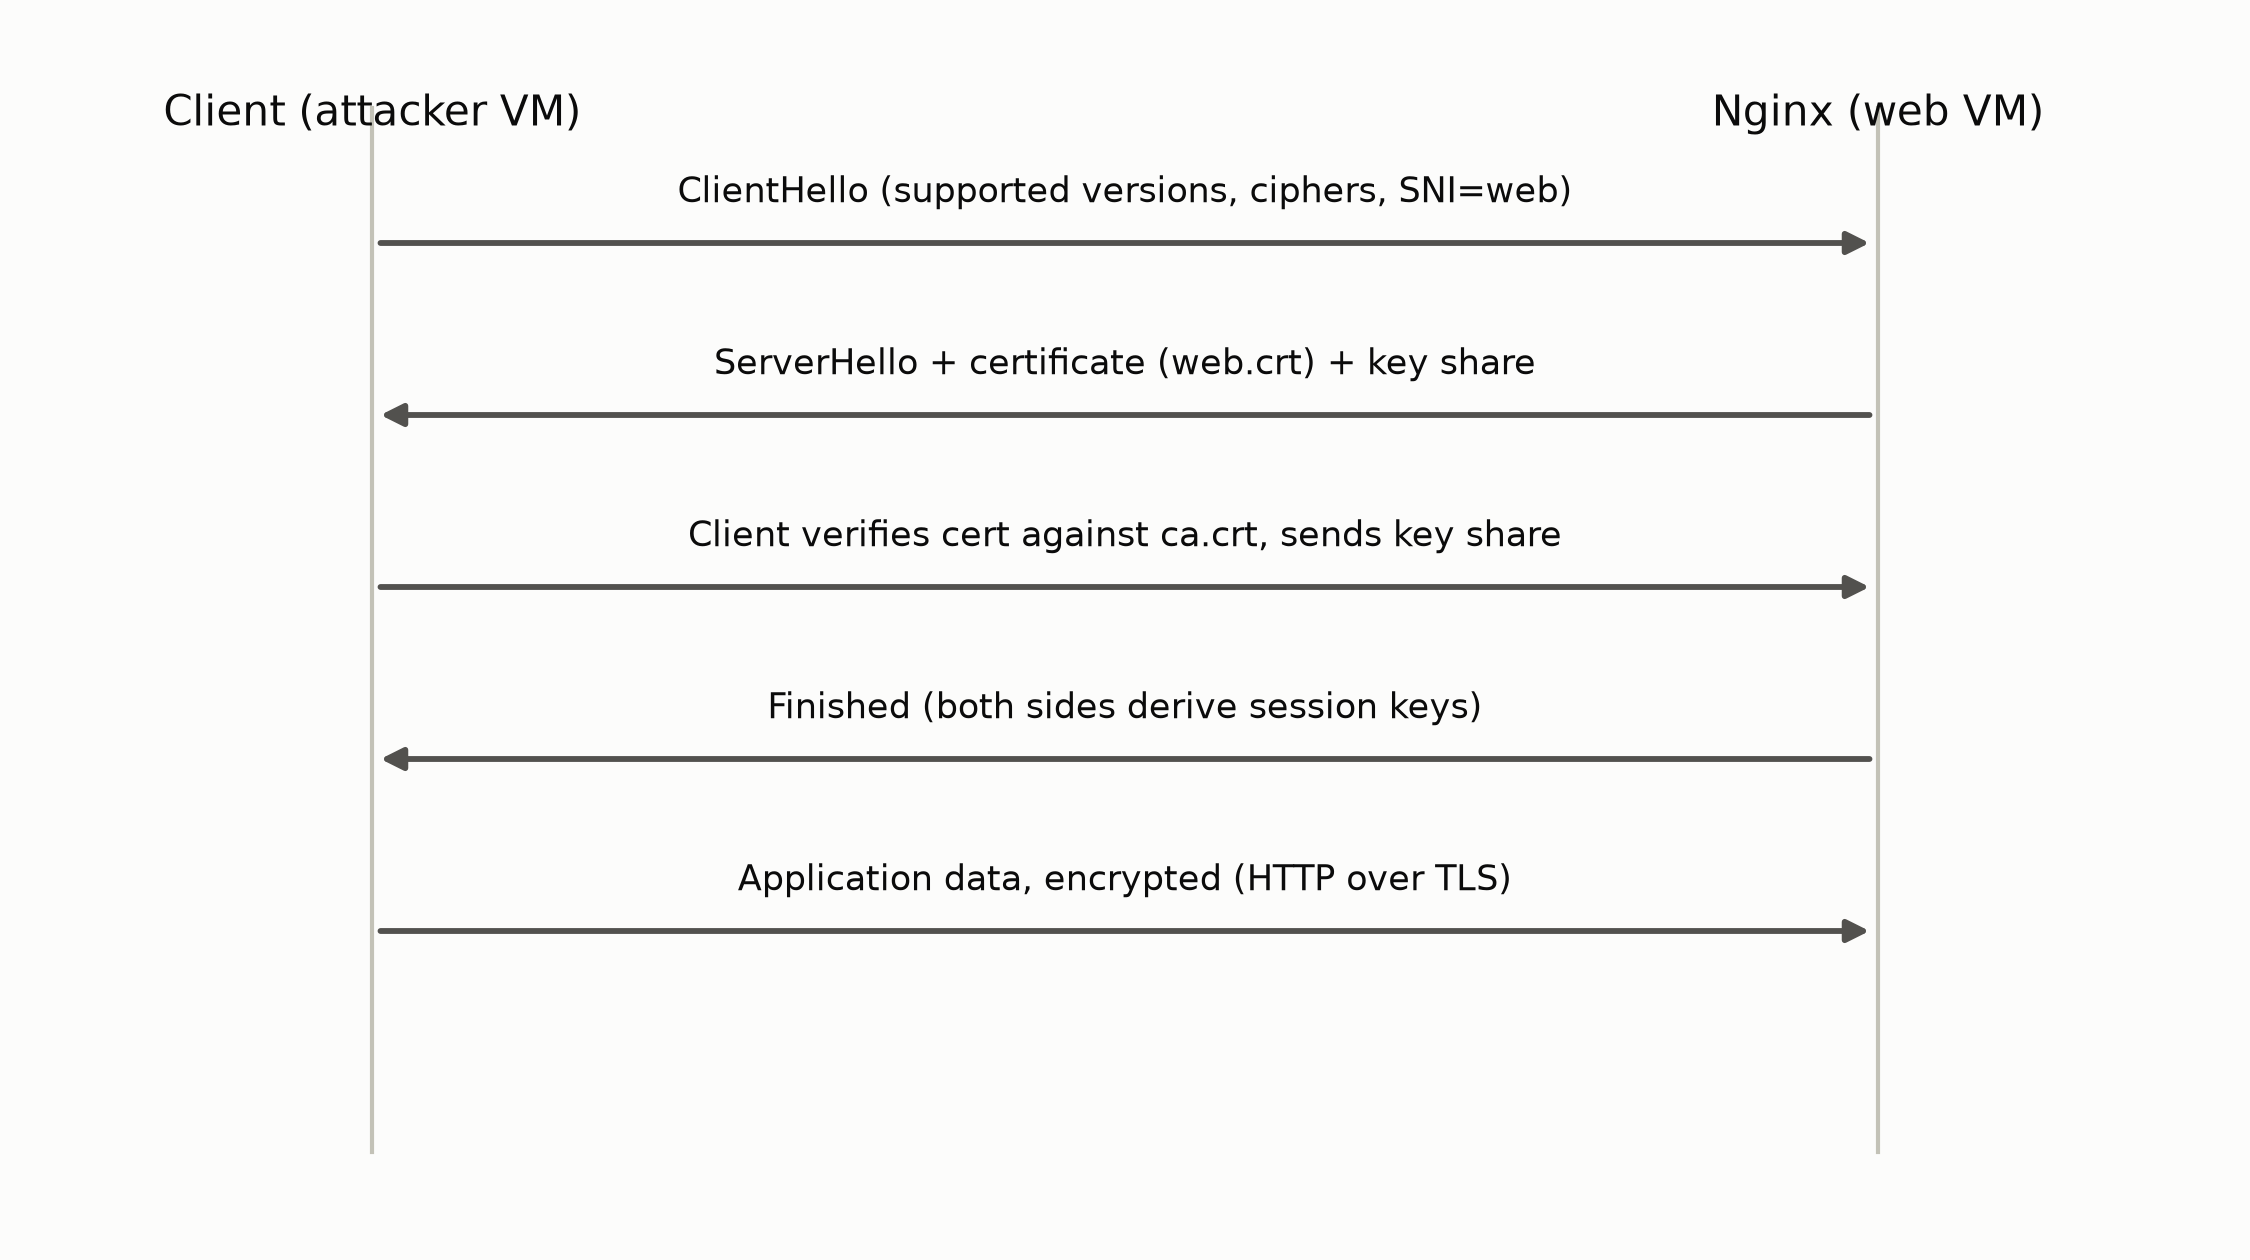 Client (attacker VM)
Nginx (web VM)
ClientHello (supported versions, ciphers, SNI=web)
ServerHello + certificate (web.crt) + key share
Client verifies cert against ca.crt, sends key share
Finished (both sides derive session keys)
Application data, encrypted (HTTP over TLS)